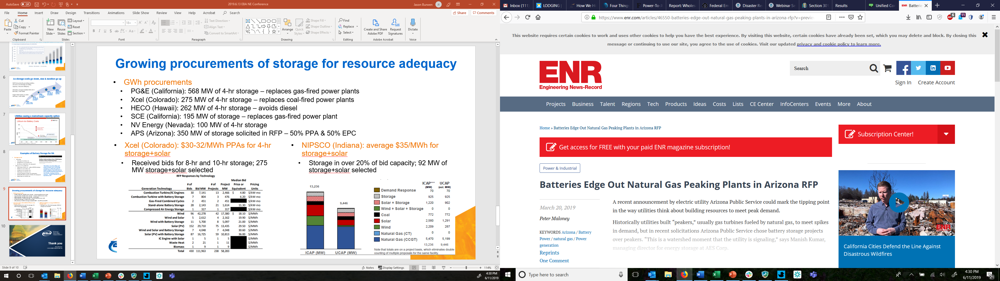 AutoSave Off
2019.6.13 EBA NE Conference
Jason Burwen
JB
File Home Insert Draw Design Transitions Animations Slide Show Review View Help Acrobat Search
Share Comments
Paste
Cut
Copy
Format Painter
Clipboard
New Slide
Reuse Slides
Layout
Reset
Section
Slides
18+
Font
Text Direction
Align Text
Convert to SmartArt
Paragraph
Arrange
Quick Styles
Shape Fill
Shape Outline
Shape Effects
Drawing
Find
Replace
Select
Editing
Create and Share Adobe PDF
Request Signatures
Adobe Acrobat
Dictate
Voice
6
As storage costs go down, size & duration go up
7
Utilities seeing a mainstream capacity option
Lithium Ion Battery Costs
8
Examples of Battery Storage for RA
9
Growing procurements of storage for resource adequacy
10
ESA
Energy Storage Association
Thank you
Growing procurements of storage for resource adequacy
• GWh procurements
• PG&E (California): 568 MW of 4-hr storage – replaces gas-fired power plants
• Xcel (Colorado): 275 MW of 4-hr storage – replaces coal-fired power plants
• HECO (Hawaii): 262 MW of 4-hr storage – avoids diesel
• SCE (California): 195 MW of storage – replaces gas-fired power plant
• NV Energy (Nevada): 100 MW of 4-hr storage
• APS (Arizona): 350 MW of storage solicited in RFP – 50% PPA & 50% EPC
• Xcel (Colorado): $30-32/MWh PPAs for 4-hr
storage+solar
• Received bids for 8-hr and 10-hr storage; 275
MW storage+solar selected
RFP Responses by Technology
Generation Technology # of Bids Bid MW # of Projects Project MW Median Bid Price or Equivalent Pricing Units
Combustion Turbine/IC Engines 30 7,141 13 2,466 $ 4.80 $/kW-mo
Combustion Turbine with Battery Storage 7 804 3 476 6.20 $/kW-mo
Gas-Fired Combined Cycles 2 451 2 451 $/kW-mo
Stand-alone Battery Storage 28 2,143 21 1,614 11.30 $/kW-mo
Compressed Air Energy Storage 1 317 1 317 $/kW-mo
Wind 96 42,278 42 17,380 $ 18.10 $/MWh
Wind and Solar 5 2,612 4 2,162 19.90 $/MWh
Wind with Battery Storage 11 5,700 8 5,097 21.00 $/MWh
Solar (PV) 152 29,710 75 13,435 29.50 $/MWh
Wind and Solar and Battery Storage 7 4,048 7 4,048 30.60 $/MWh
Solar (PV) with Battery Storage 87 16,725 59 10,813 36.00 $/MWh
IC Engine with Solar 1 5 1 5 $/MWh
Waste Heat 2 21 1 11 $/MWh
Biomass 1 9 1 9 $/MWh
Total 430 111,963 238 58,283
• NIPSCO (Indiana): average $35/MWh for
storage+solar
• Storage in over 20% of bid capacity; 92 MW of
storage+solar selected
13,236
9,446
ICAP (MW) UCAP (MW)
ICAP*** (MW) UCAP (est. MW)
Demand Response 70 70
Storage 925 925
Solar + Storage 1,220 902
Wind + Solar + Storage 0 0
Coal 772 772
Solar 2,580 1,291
Wind 2,209 287
Natural Gas (CT) 0 0
Natural Gas (CCGT) 5,470 5,199
13,236 9,446
Note that totals are on a project basis, which eliminates double
counting of multiple proposals for the same facility.
Slide 9 of 10
Notes Display Settings
114%
4:30 PM
6/11/2019
Inbox (111 LODGING | How We H Four Thing Power-To-X Report: Whole Federal Em Disaster Re Webinar Se Section 301 Results Unified Co ENR Batterie
https://www.enr.com/articles/46550-batteries-edge-out-natural-gas-peaking-plants-in-arizona-rfp?v=preview
6
11
This website requires certain cookies to work and uses other cookies to help you have the best experience. By visiting this website, certain cookies have already been set, which you may delete and block. By closing this
message or continuing to use our site, you agree to the use of cookies. Visit our updated privacy and cookie policy to learn more.
ENR
Engineering News-Record
Search
Sign In Create Account
Projects Business Talent Regions Tech Products Ideas Costs Lists CE Center InfoCenters Events More About
Home » Batteries Edge Out Natural Gas Peaking Plants in Arizona RFP
Get access for FREE with your paid ENR magazine subscription!
Subscription Center!
Power & Industrial
Batteries Edge Out Natural Gas Peaking Plants in Arizona RFP
March 20, 2019
Peter Maloney
KEYWORDS Arizona / Battery
Power / natural gas / Power
generation
Reprints
One Comment
A recent announcement by electric utility Arizona Public Service could mark the tipping point
in the way utilities think about building resources to meet peak demand.
Historically utilities built “peakers,” usually gas turbines fueled by natural gas, to meet spikes
in demand, but in recent solicitations Arizona Public Service chose battery storage projects
over peakers. “This is a watershed moment that the utility is signaling,” says Manish Kumar,
managing director for energy storage at AES Corp.
ENR
California Cities Defend the Line Against
Disastrous Wildfires
Type here to search
4:30 PM
6/11/2019
21